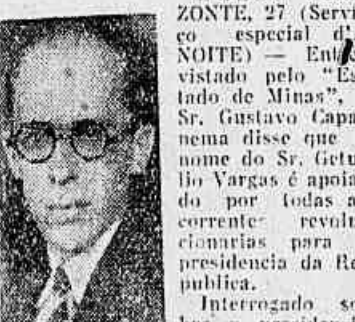 ZONTE, 27 (Servi-
ço especial d'
NOITE) — Ent
vistado pelo "Es
tado de Minas",
Sr. Gustavo Capa
nema disse que
nome do Sr. Getu
lio Vargas é apoia
do por todas a
correntes revolu
cionarias para
presidencia da Re
publica.
Interrogado so